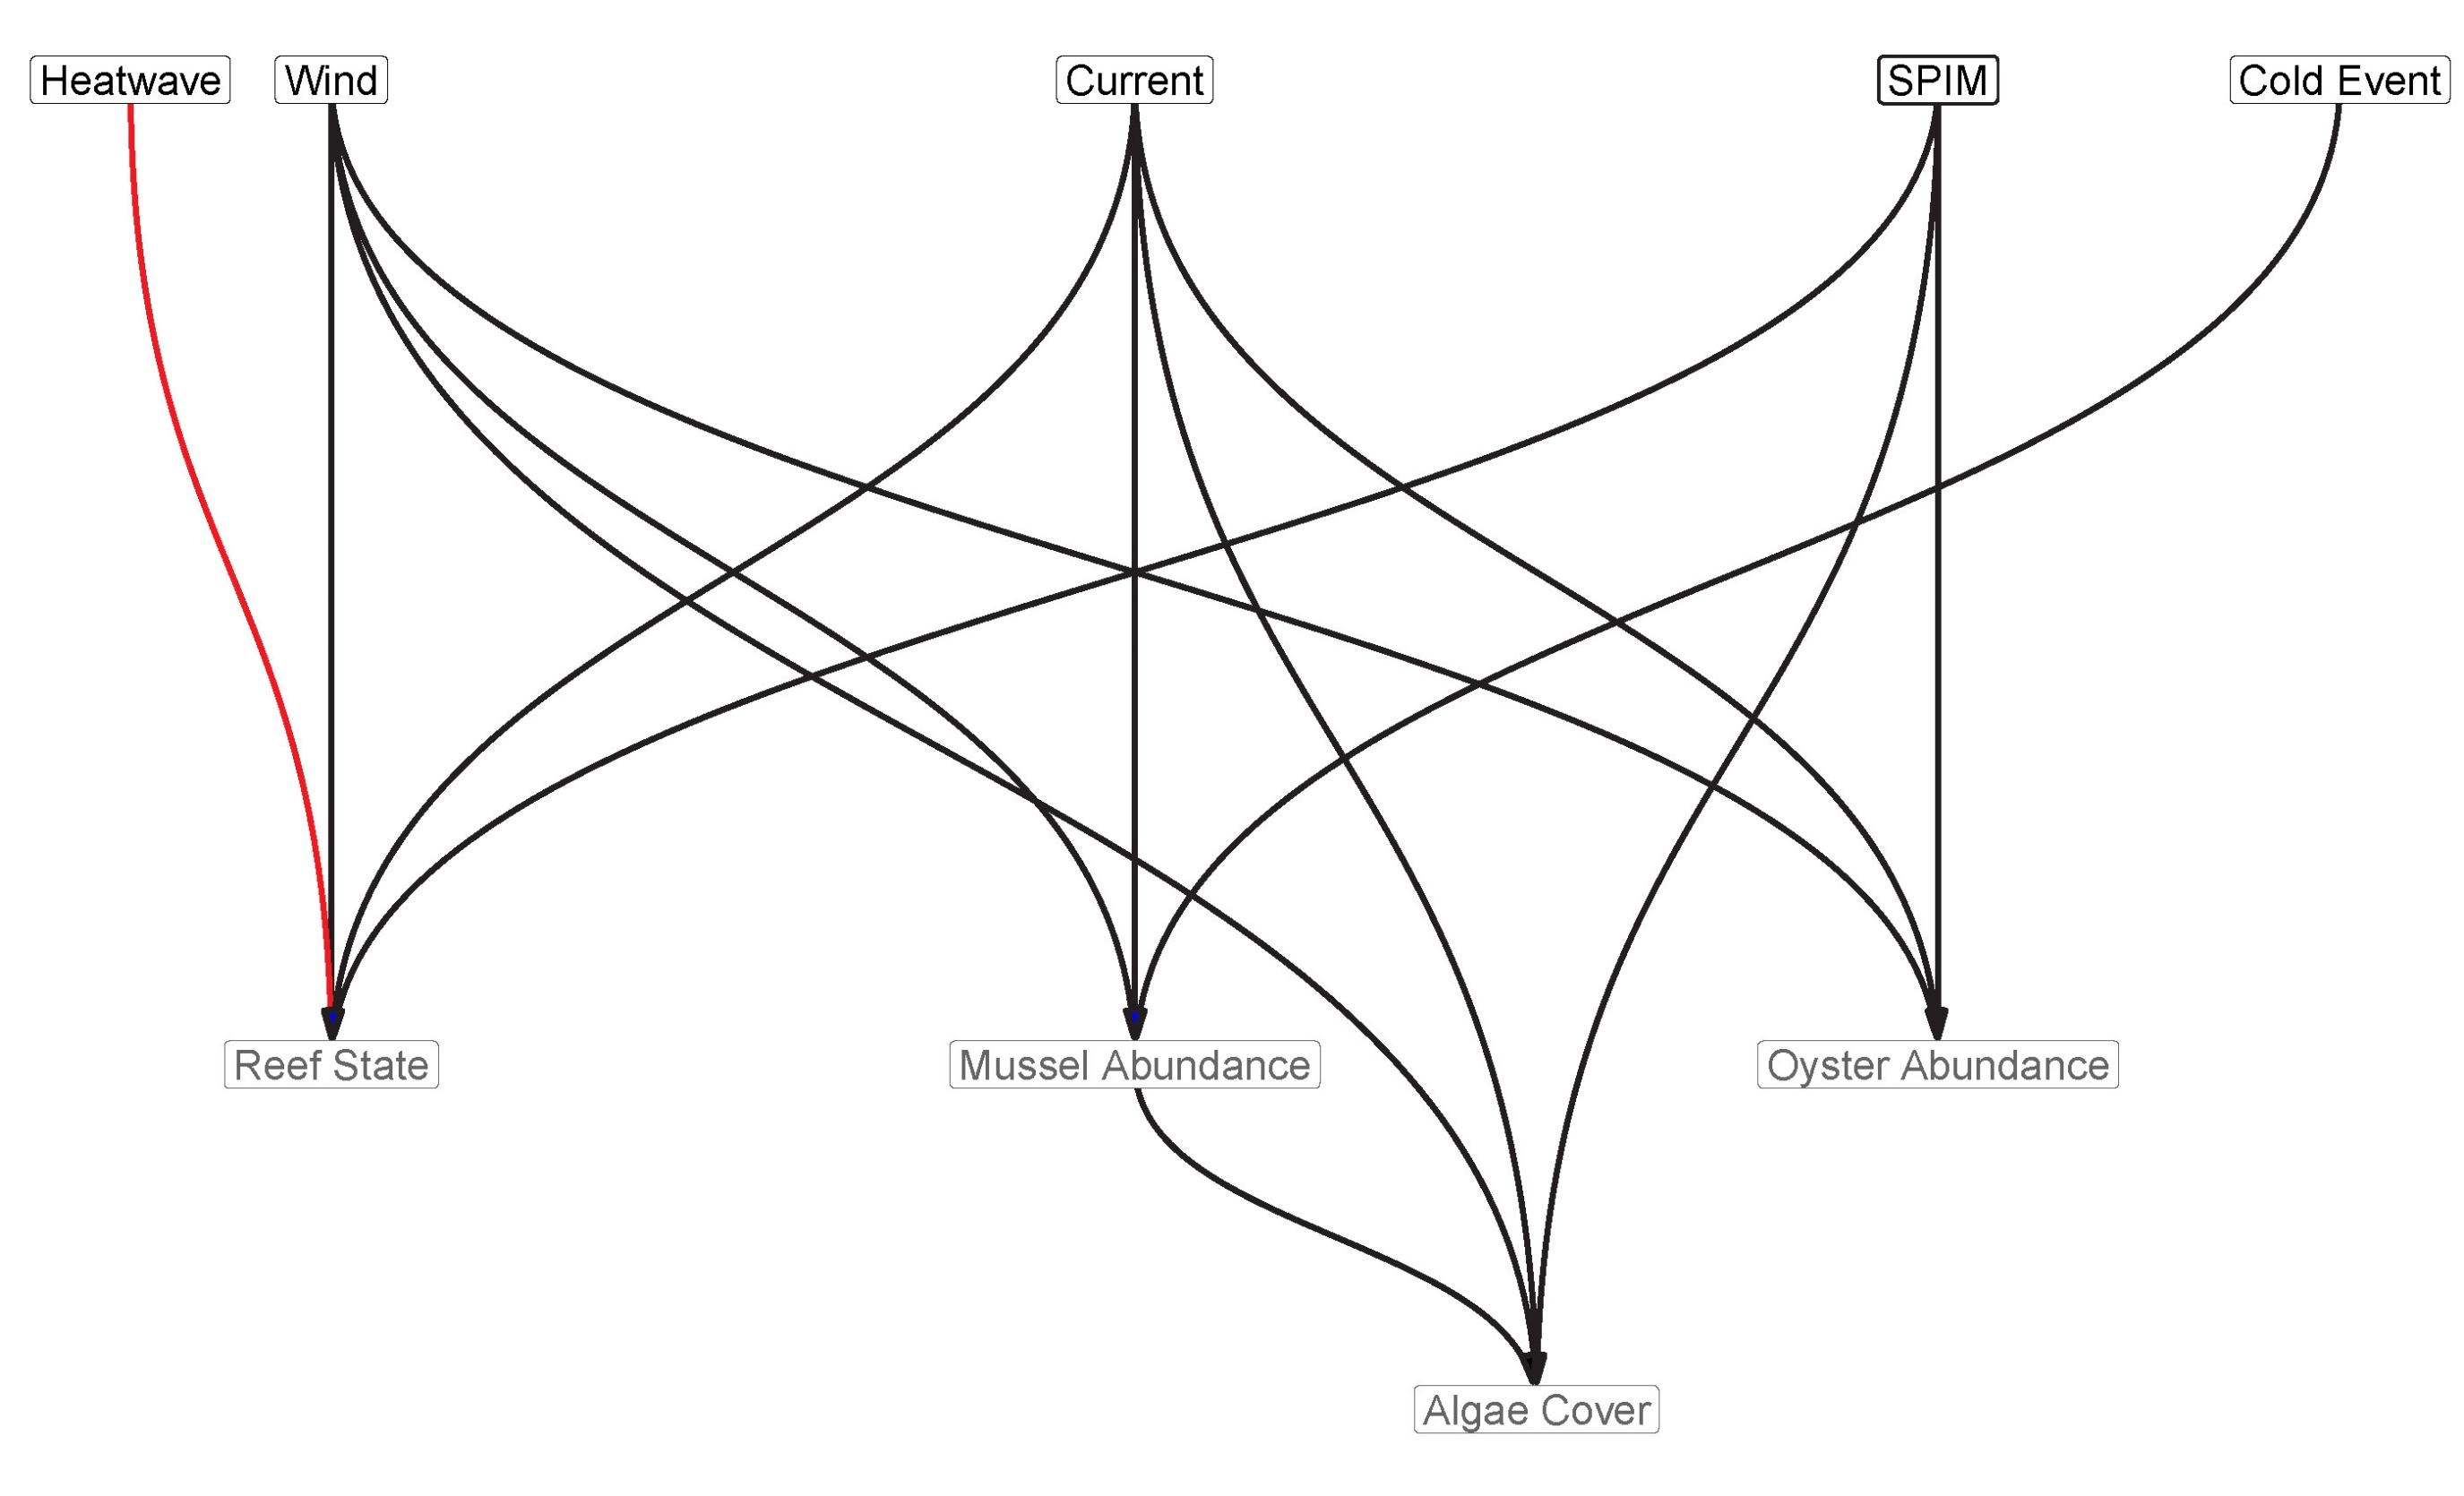 Heatwave
Wind
Current
SPIM
Cold Event
Reef State
Mussel Abundance
Oyster Abundance
Algae Cover